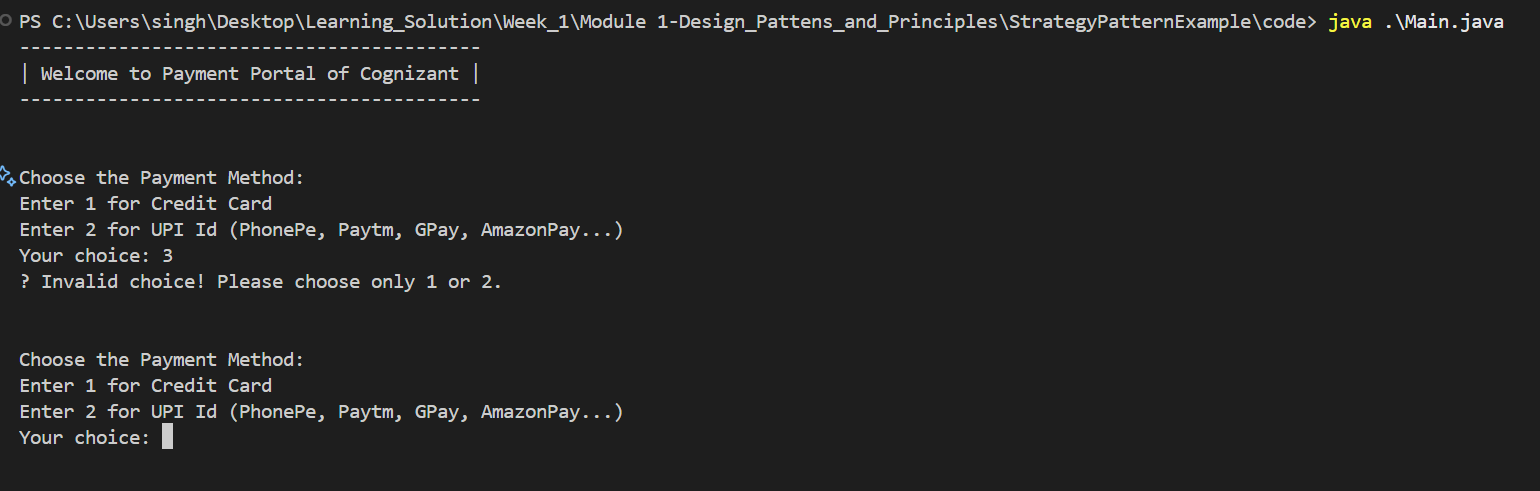 PS C:\Users\singh\Desktop\Learning_Solution\Week_1\Module 1-Design_Pattens_and_Principles\StrategyPatternExample\code> java .\Main.java
------------------------------------------
| Welcome to Payment Portal of Cognizant |
------------------------------------------
Choose the Payment Method:
Enter 1 for Credit Card
Enter 2 for UPI Id (PhonePe, Paytm, GPay, AmazonPay...)
Your choice: 3
? Invalid choice! Please choose only 1 or 2.
Choose the Payment Method:
Enter 1 for Credit Card
Enter 2 for UPI Id (PhonePe, Paytm, GPay, AmazonPay...)
Your choice: